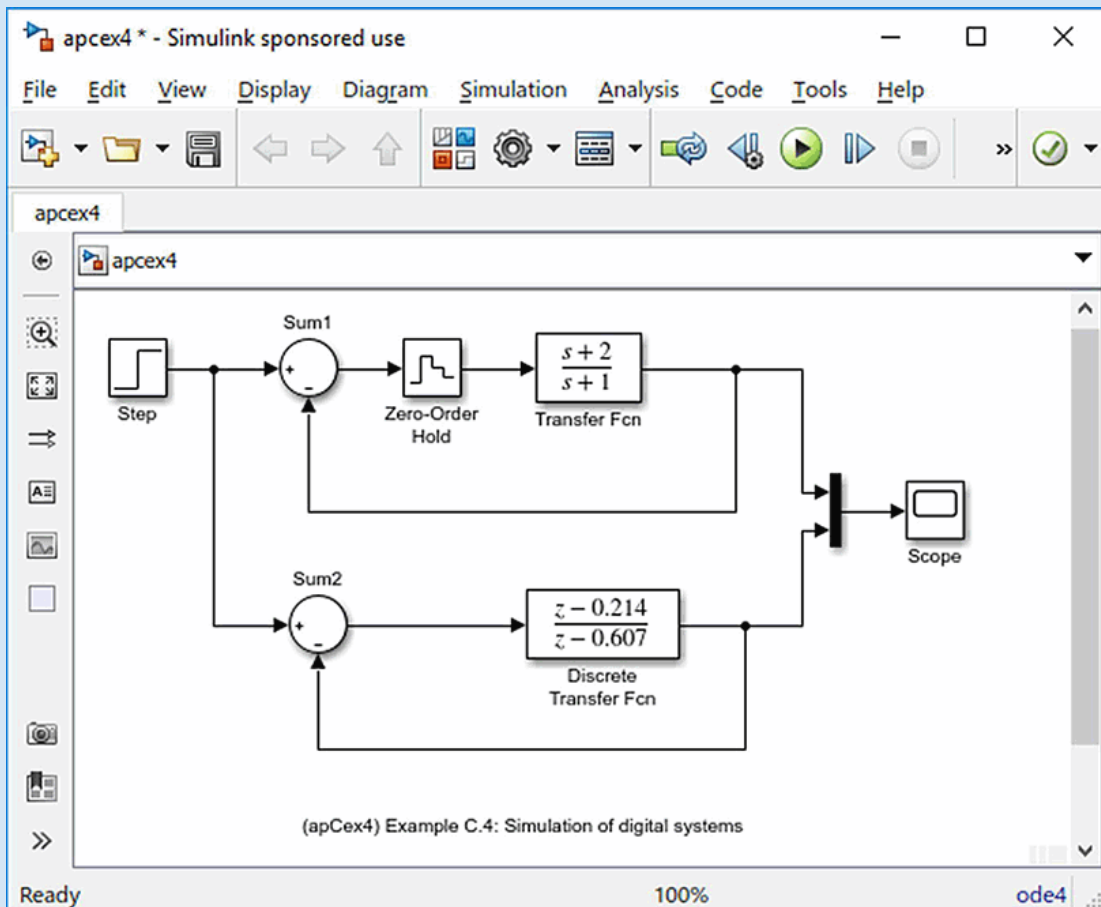 apcex4 * - Simulink sponsored use
File Edit View Display Diagram Simulation Analysis Code Tools Help
apcex4
apcex4
Sum1
+
-
s + 2
s + 1
Step
Zero-Order
Hold
Transfer Fcn
Scope
Sum2
+
-
z - 0.214
z - 0.607
Discrete
Transfer Fcn
(apCex4) Example C.4: Simulation of digital systems
Ready 100% ode4